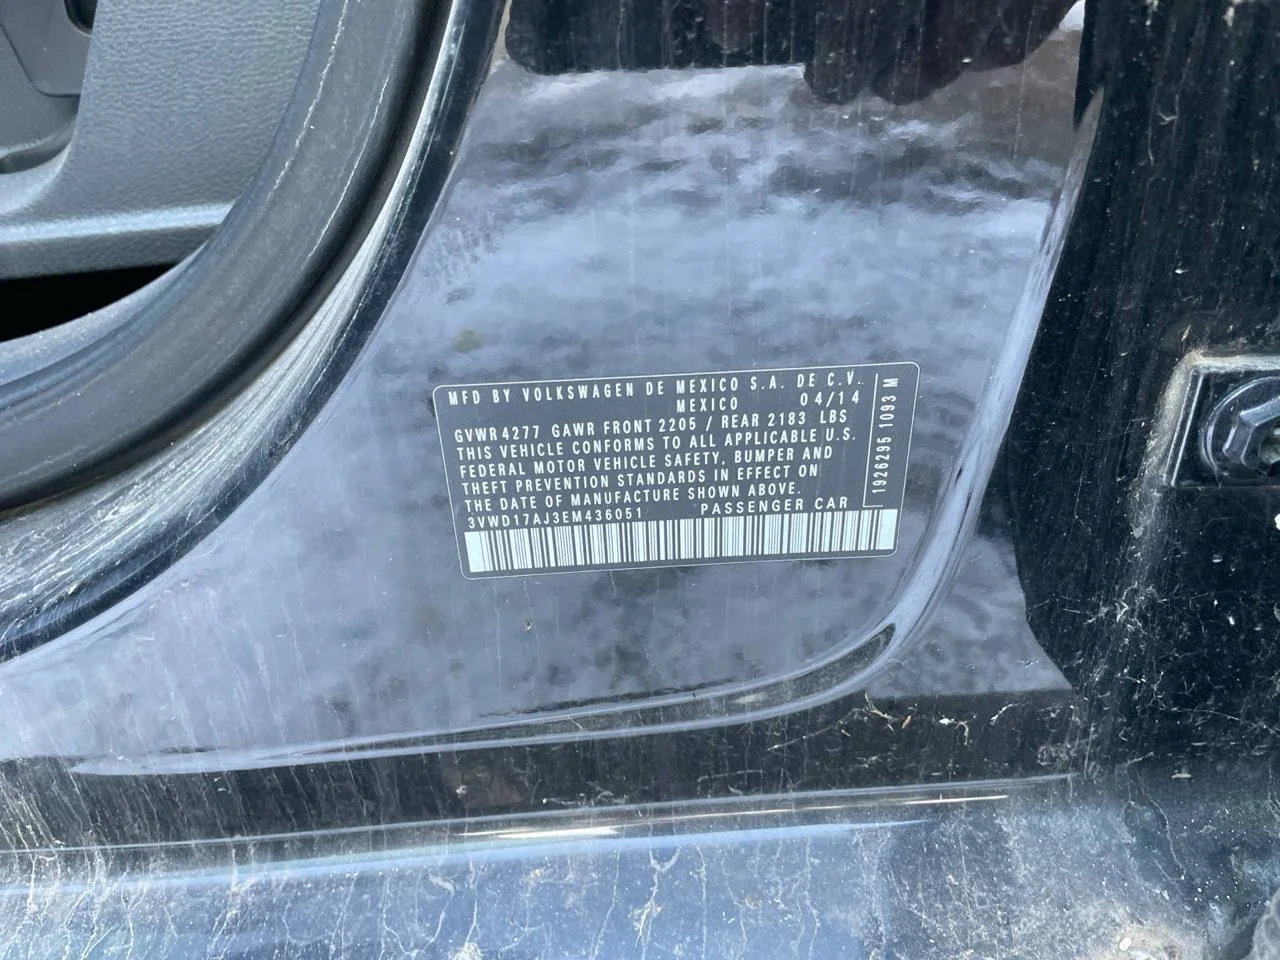 MFD BY VOLKSWAGEN DE MEXICO S.A. DE C.V.
MEXICO 04/14
GVWR 4277 GAWR FRONT 2205 / REAR 2183 LBS
THIS VEHICLE CONFORMS TO ALL APPLICABLE U.S.
FEDERAL MOTOR VEHICLE SAFETY, BUMPER AND
THEFT PREVENTION STANDARDS IN EFFECT ON
THE DATE OF MANUFACTURE SHOWN ABOVE.
3VWD17AJ3EM436051 PASSENGER CAR
1926295 1093 M